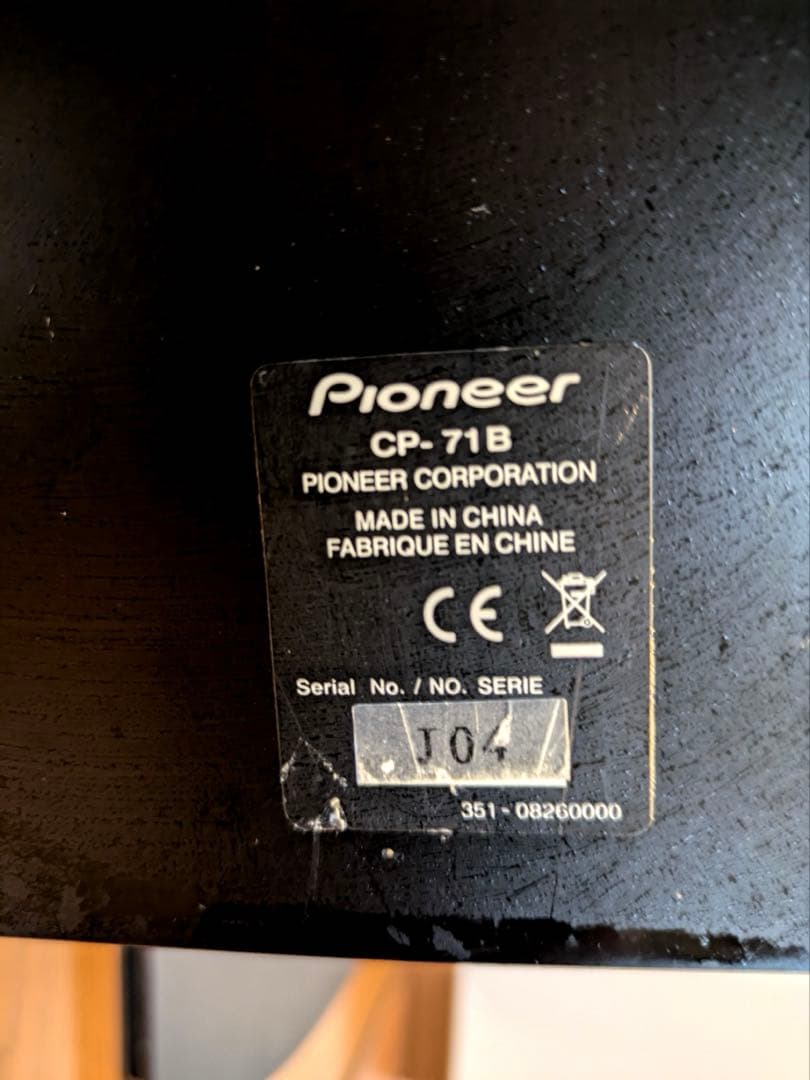 Pioneer
CP- 71B
PIONEER CORPORATION
MADE IN CHINA
FABRIQUE EN CHINE
CE
Serial No. / NO. SERIE
J04
351-08260000